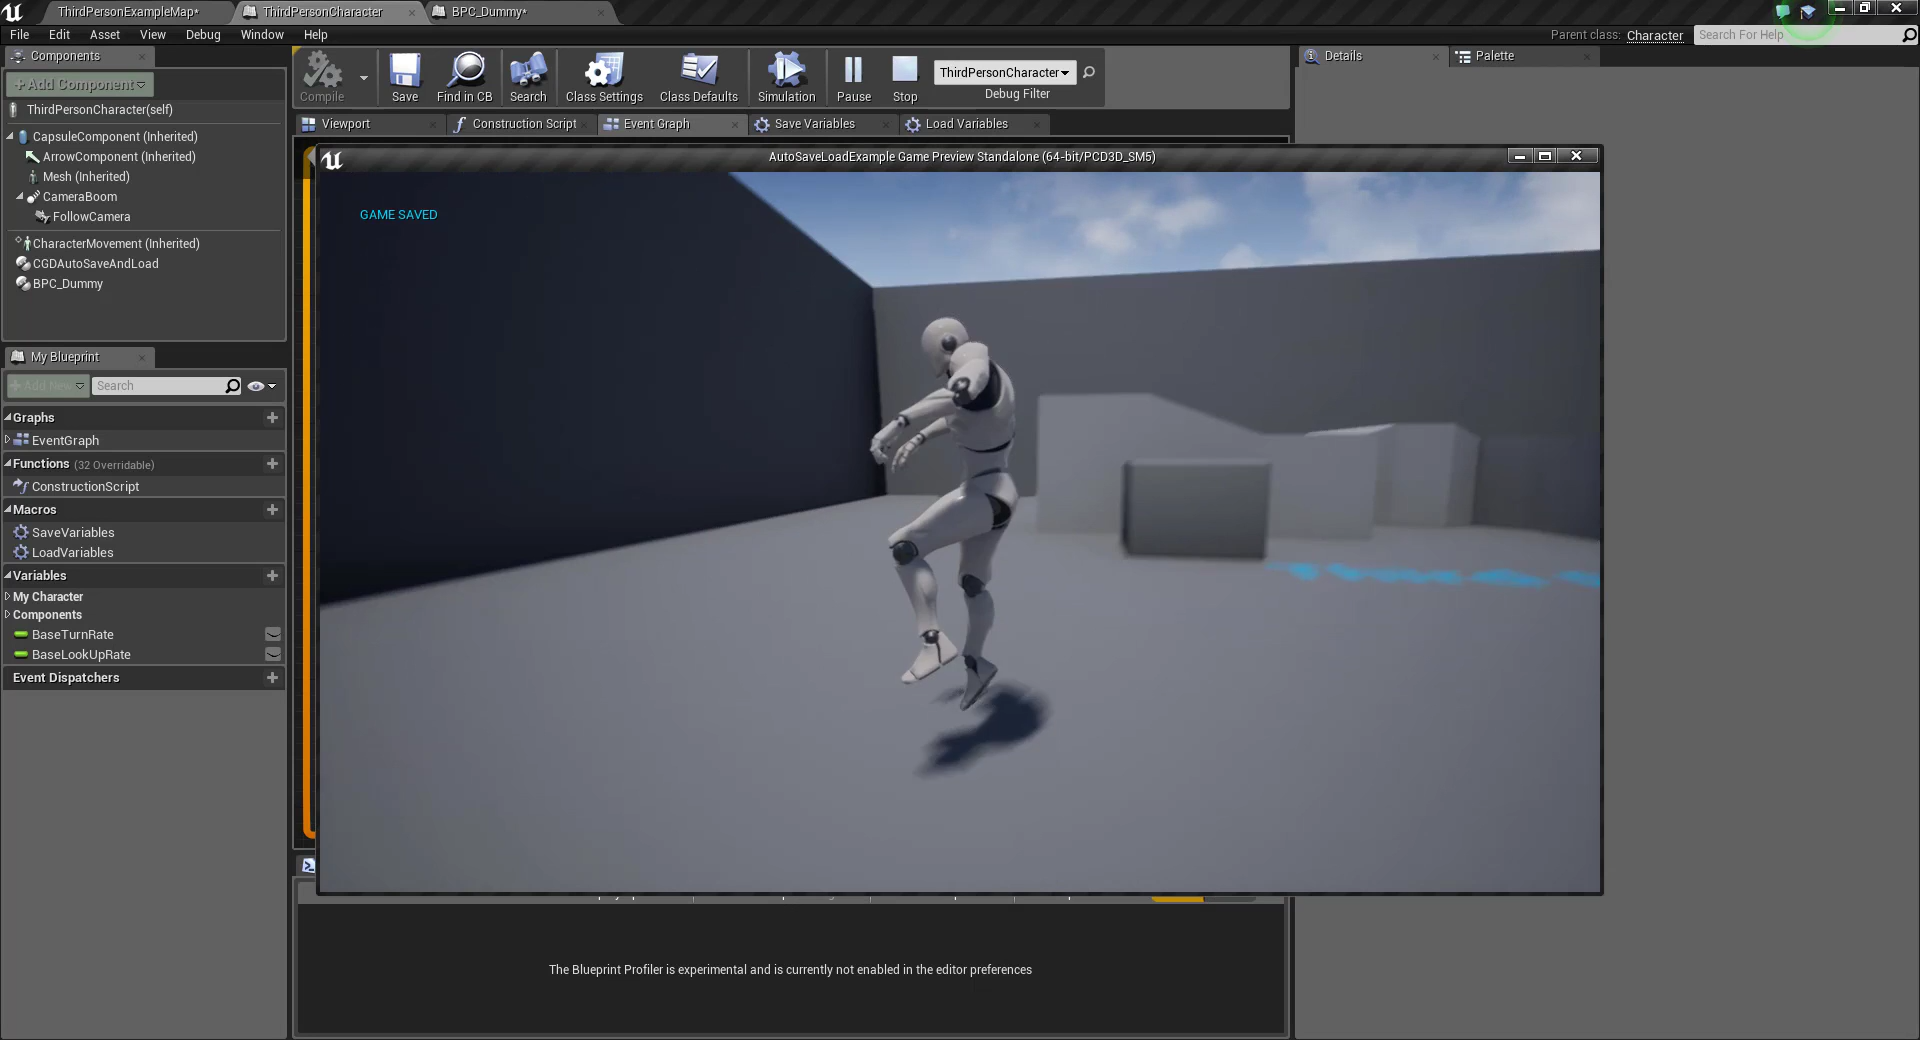 ThirdPersonExampleMap*
ThirdPersonCharacter
BPC_Dummy*
File Edit Asset View Debug Window Help
Parent class: Character
Search For Help
Components
+Add Component
ThirdPersonCharacter(self)
CapsuleComponent (Inherited)
ArrowComponent (Inherited)
Mesh (Inherited)
CameraBoom
FollowCamera
CharacterMovement (Inherited)
CGDAutoSaveAndLoad
BPC_Dummy
My Blueprint
+ Add New
Search
Graphs
EventGraph
Functions (32 Overridable)
ConstructionScript
Macros
SaveVariables
LoadVariables
Variables
My Character
Components
BaseTurnRate
BaseLookUpRate
Event Dispatchers
Compile
Save
Find in CB
Search
Class Settings
Class Defaults
Simulation
Pause
Stop
ThirdPersonCharacter
Debug Filter
Viewport
Construction Script
Event Graph
Save Variables
Load Variables
AutoSaveLoadExample Game Preview Standalone (64-bit/PCD3D_SM5)
GAME SAVED
The Blueprint Profiler is experimental and is currently not enabled in the editor preferences
Details
Palette